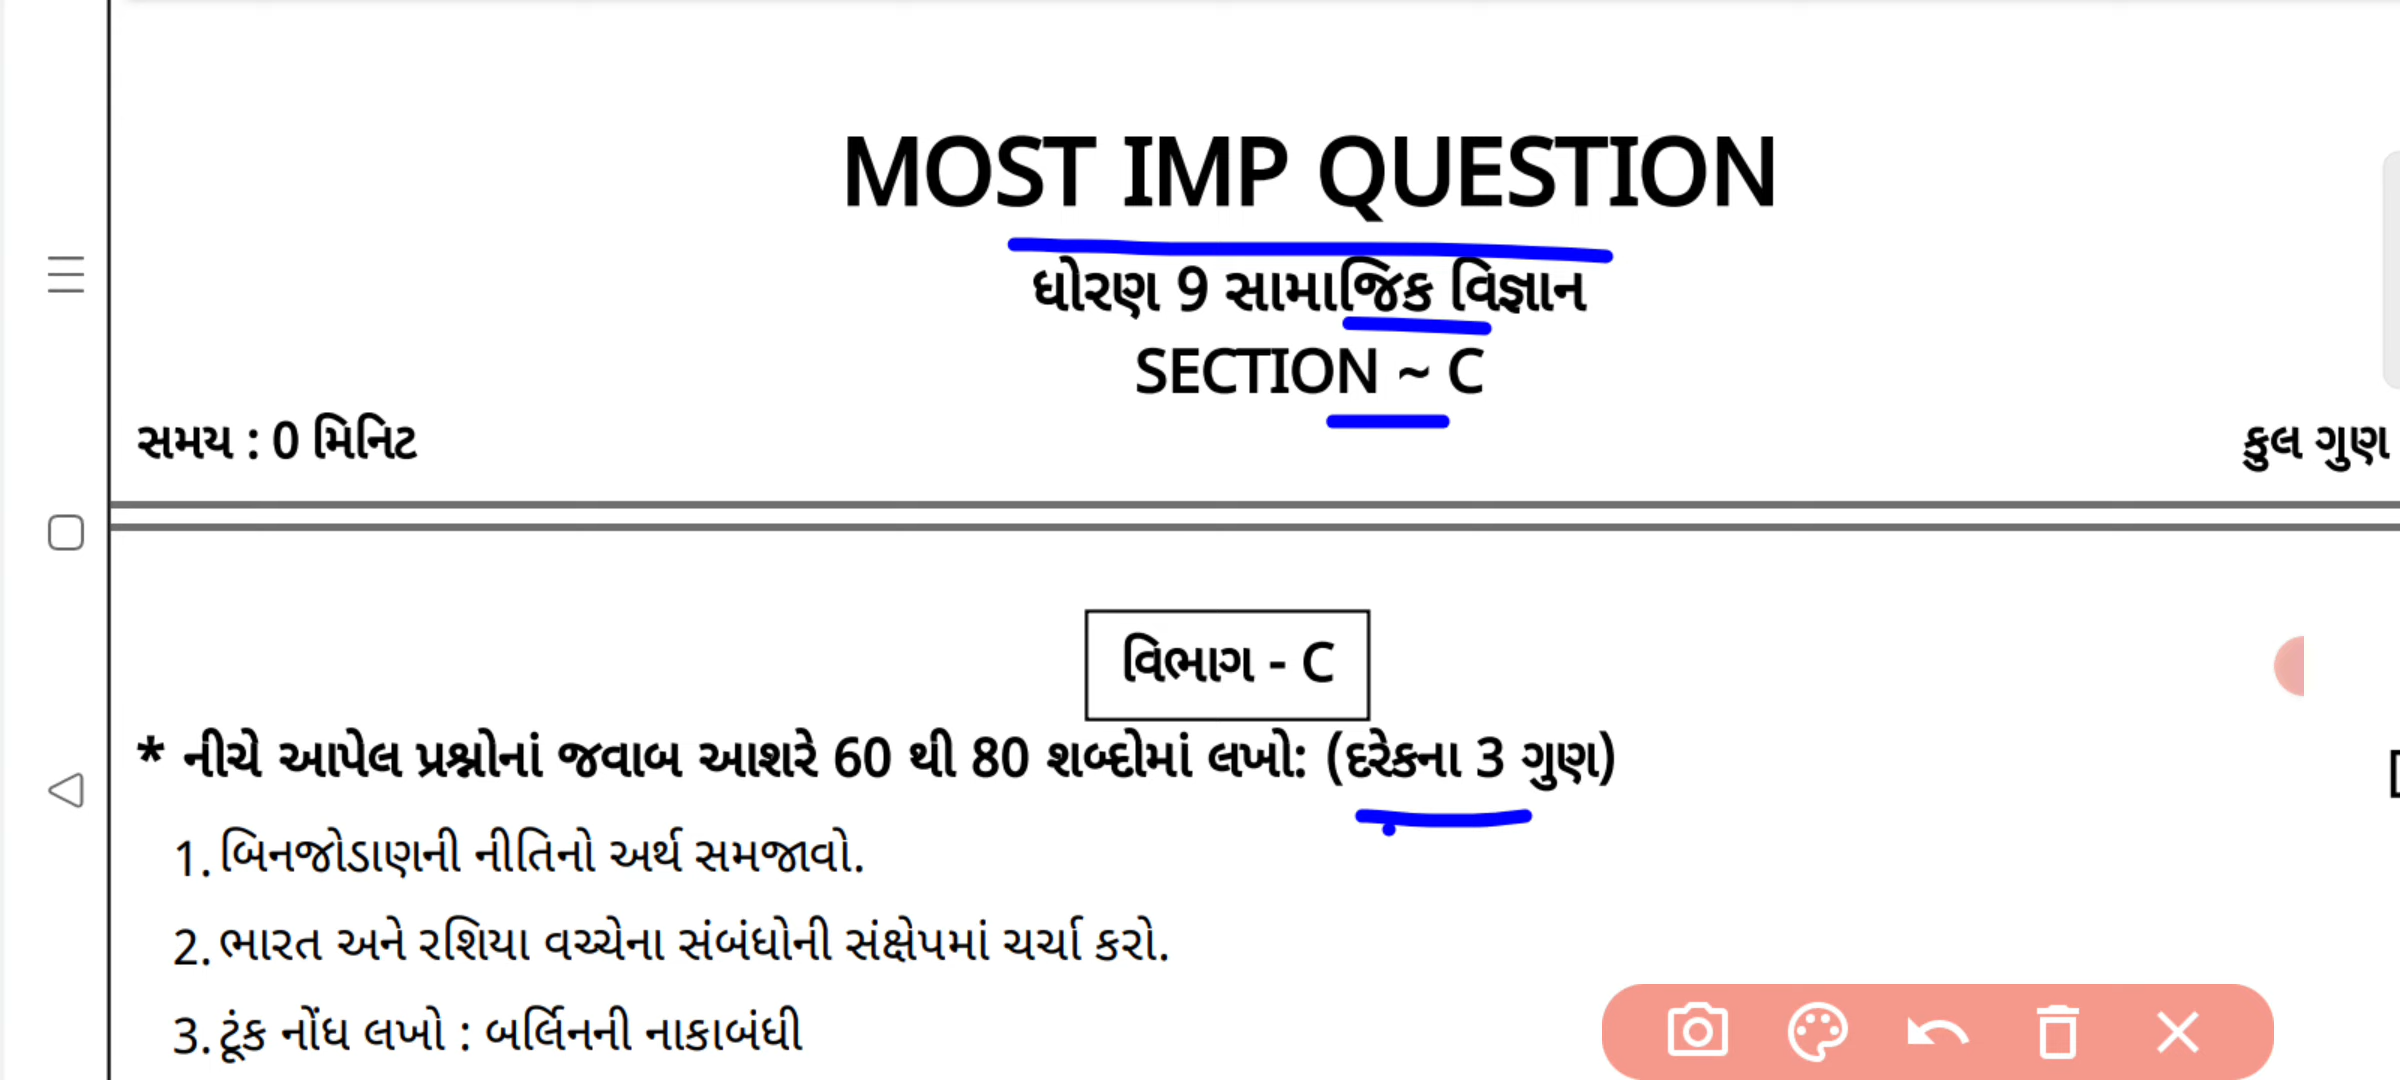 MOST IMP QUESTION
ધોરણ 9 સામાજિક વિજ્ઞાન
SECTION ~ C
સમય : 0 મિનિટ
કુલ ગુણ
વિભાગ - C
* નીચે આપેલ પ્રશ્નોનાં જવાબ આશરે 60 થી 80 શબ્દોમાં લખો: (દરેકના 3 ગુણ)
1. બિનજોડાણની નીતિનો અર્થ સમજાવો.
2. ભારત અને રશિયા વચ્ચેના સંબંધોની સંક્ષેપમાં ચર્ચા કરો.
3. ટૂંક નોંધ લખો : બર્લિનની નાકાબંધી